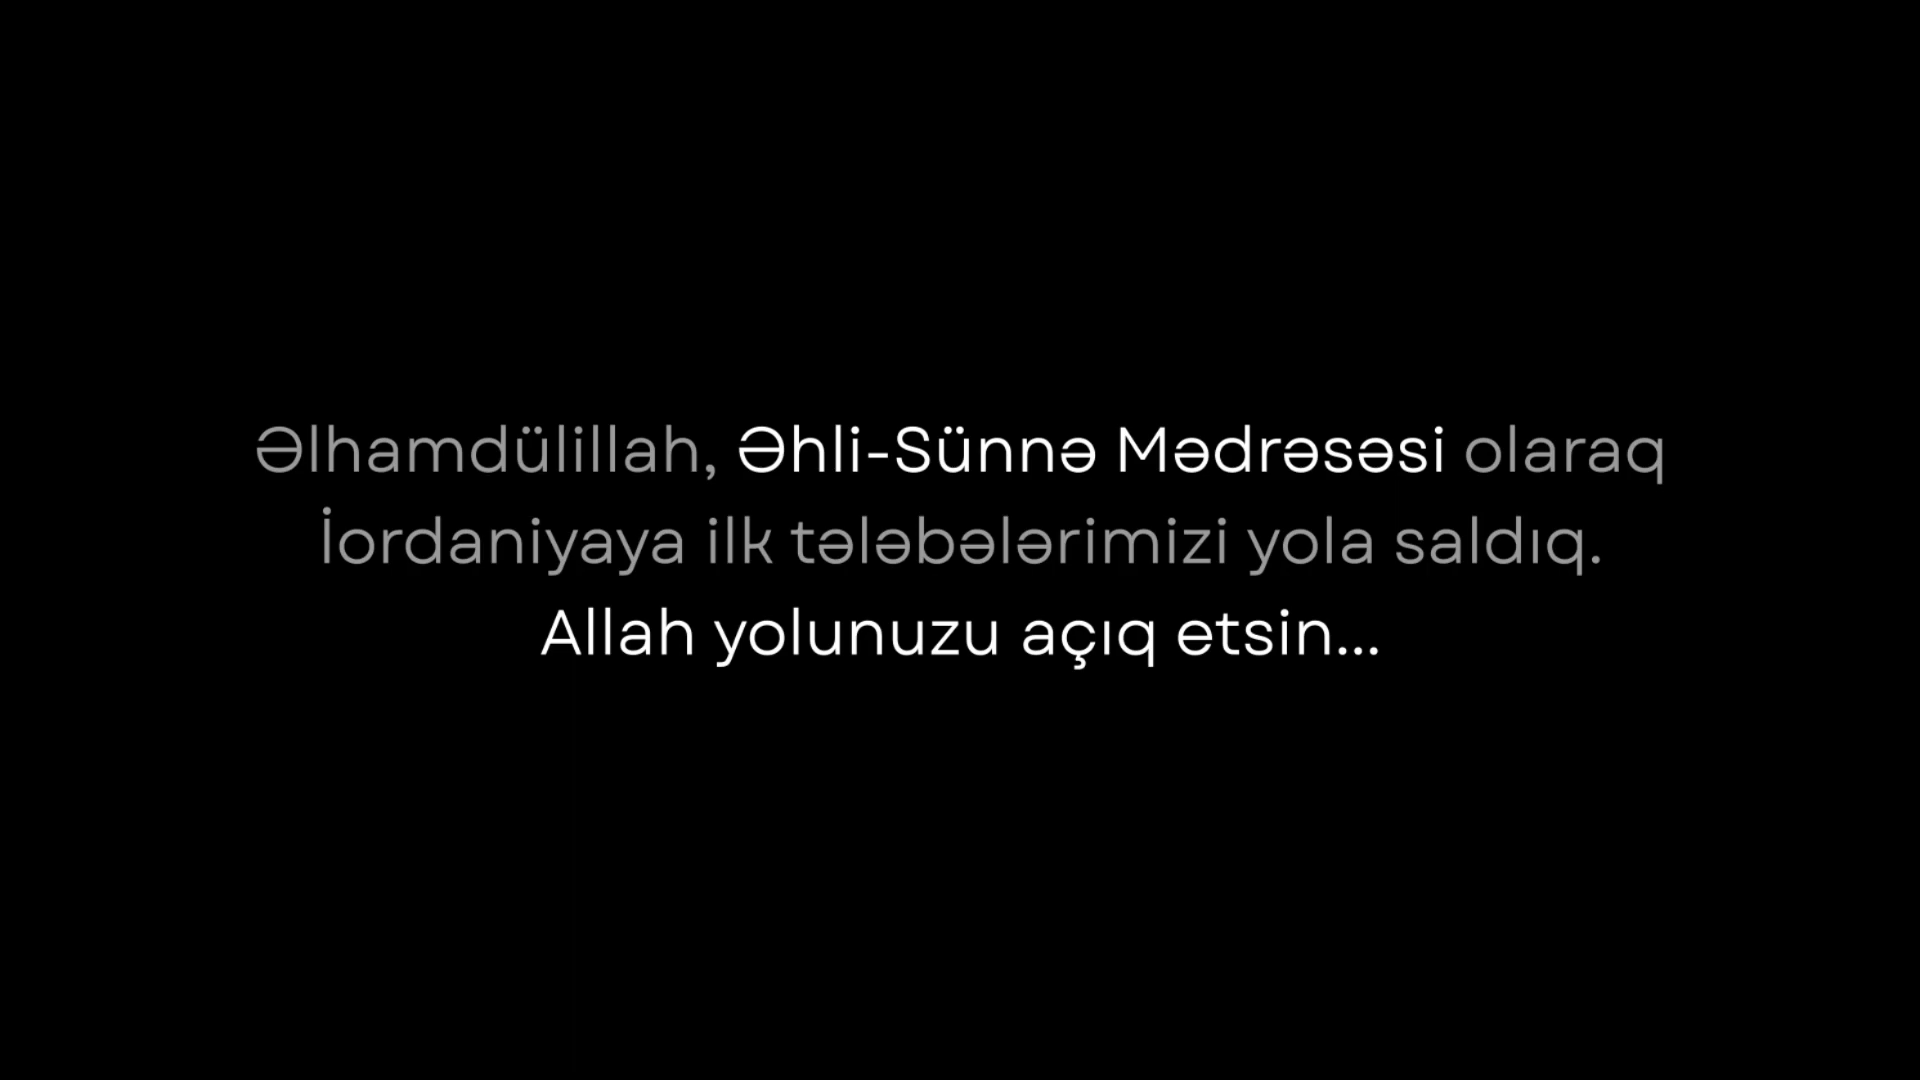 Əlhamdülillah, Əhli-Sünnə Mədrəsəsi olaraq
İordaniyaya ilk tələbələrimizi yola saldıq.
Allah yolunuzu açıq etsin...